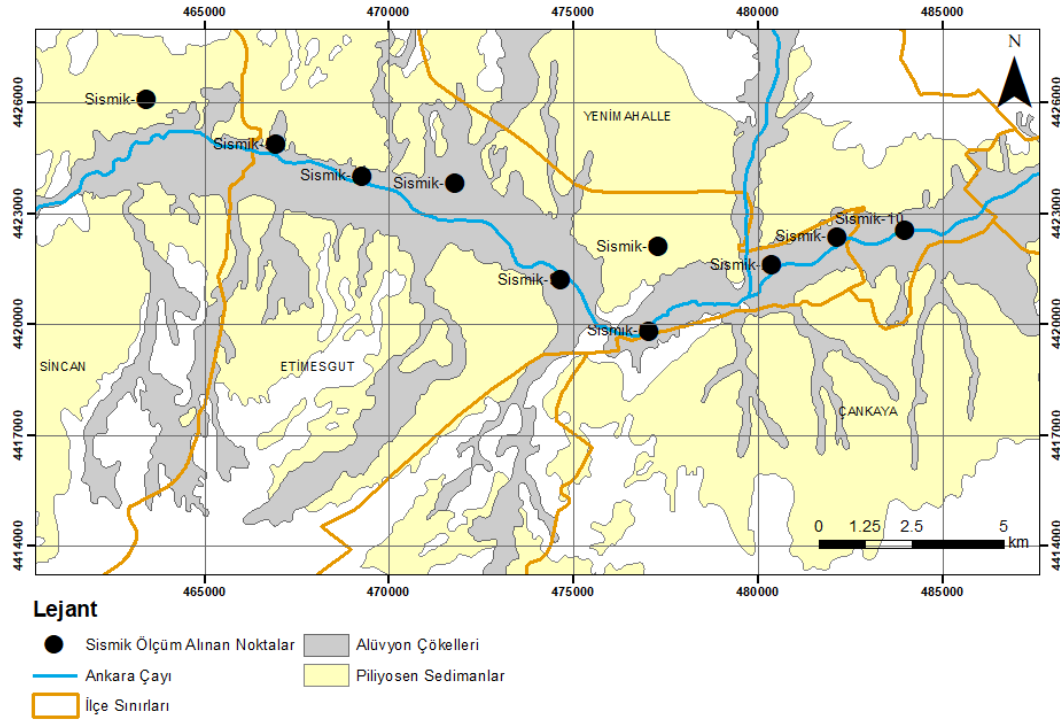 465000 470000 475000 480000 485000
N
4426000 4426000
Sismik-
YENİMAHALLE
Sismik-
Sismik-
Sismik-
4423000 4423000
Sismik-10
Sismik-
Sismik-
Sismik-
Sismik-
4420000 4420000
Sismik-
SİNCAN
ETİMESGUT
ÇANKAYA
4417000 4417000
0 1.25 2.5 5
km
4414000 4414000
465000 470000 475000 480000 485000
Lejant
Sismik Ölçüm Alınan Noktalar
Alüvyon Çökelleri
Ankara Çayı
Piliyosen Sedimanlar
İlçe Sınırları